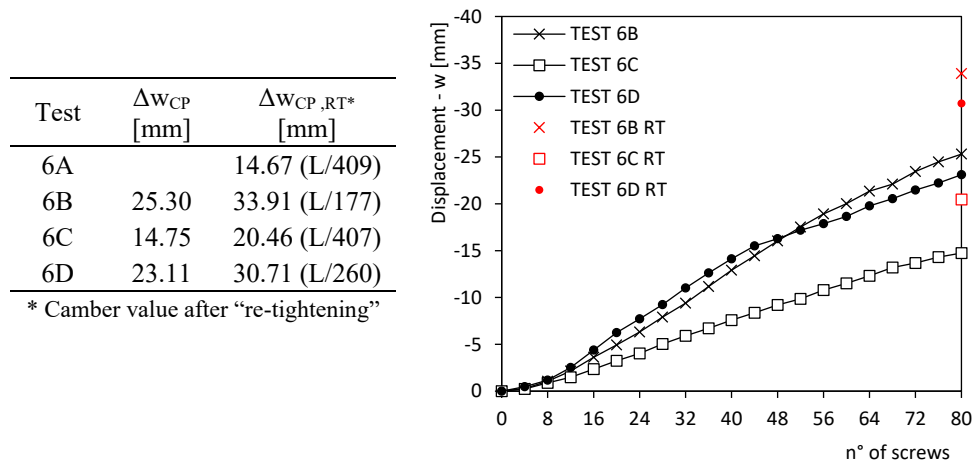 Test ΔwCP [mm] ΔwCP ,RT* [mm]
6A 14.67 (L/409)
6B 25.30 33.91 (L/177)
6C 14.75 20.46 (L/407)
6D 23.11 30.71 (L/260)
* Camber value after “re-tightening”
Displacement - w [mm]
-40
-35
-30
-25
-20
-15
-10
-5
0
TEST 6B
TEST 6C
TEST 6D
TEST 6B RT
TEST 6C RT
TEST 6D RT
0 8 16 24 32 40 48 56 64 72 80
n° of screws